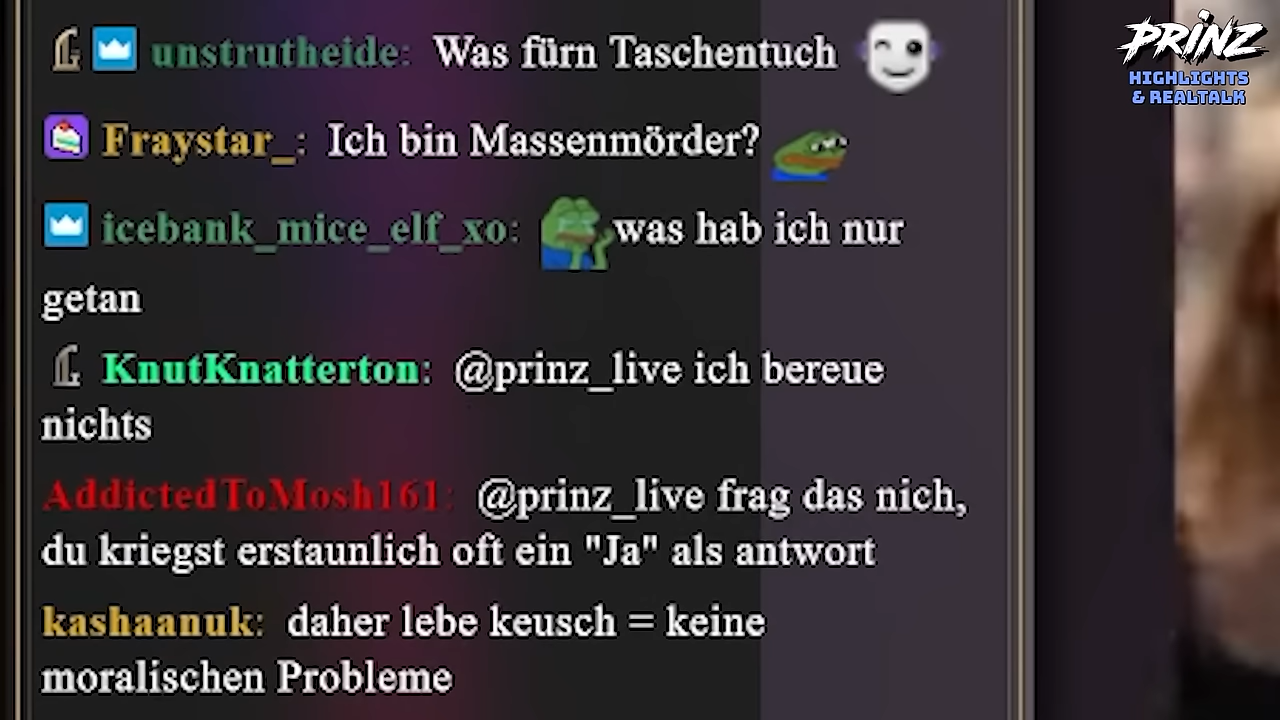 unstrutheide: Was fürn Taschentuch
Fraystar_: Ich bin Massenmörder?
icebank_mice_elf_xo: was hab ich nur
getan
KnutKnatterton: @prinz_live ich bereue
nichts
AddictedToMosh161: @prinz_live frag das nich,
du kriegst erstaunlich oft ein "Ja" als antwort
kashaanuk: daher lebe keusch = keine
moralischen Probleme
PRINZ
HIGHLIGHTS
& REALTALK